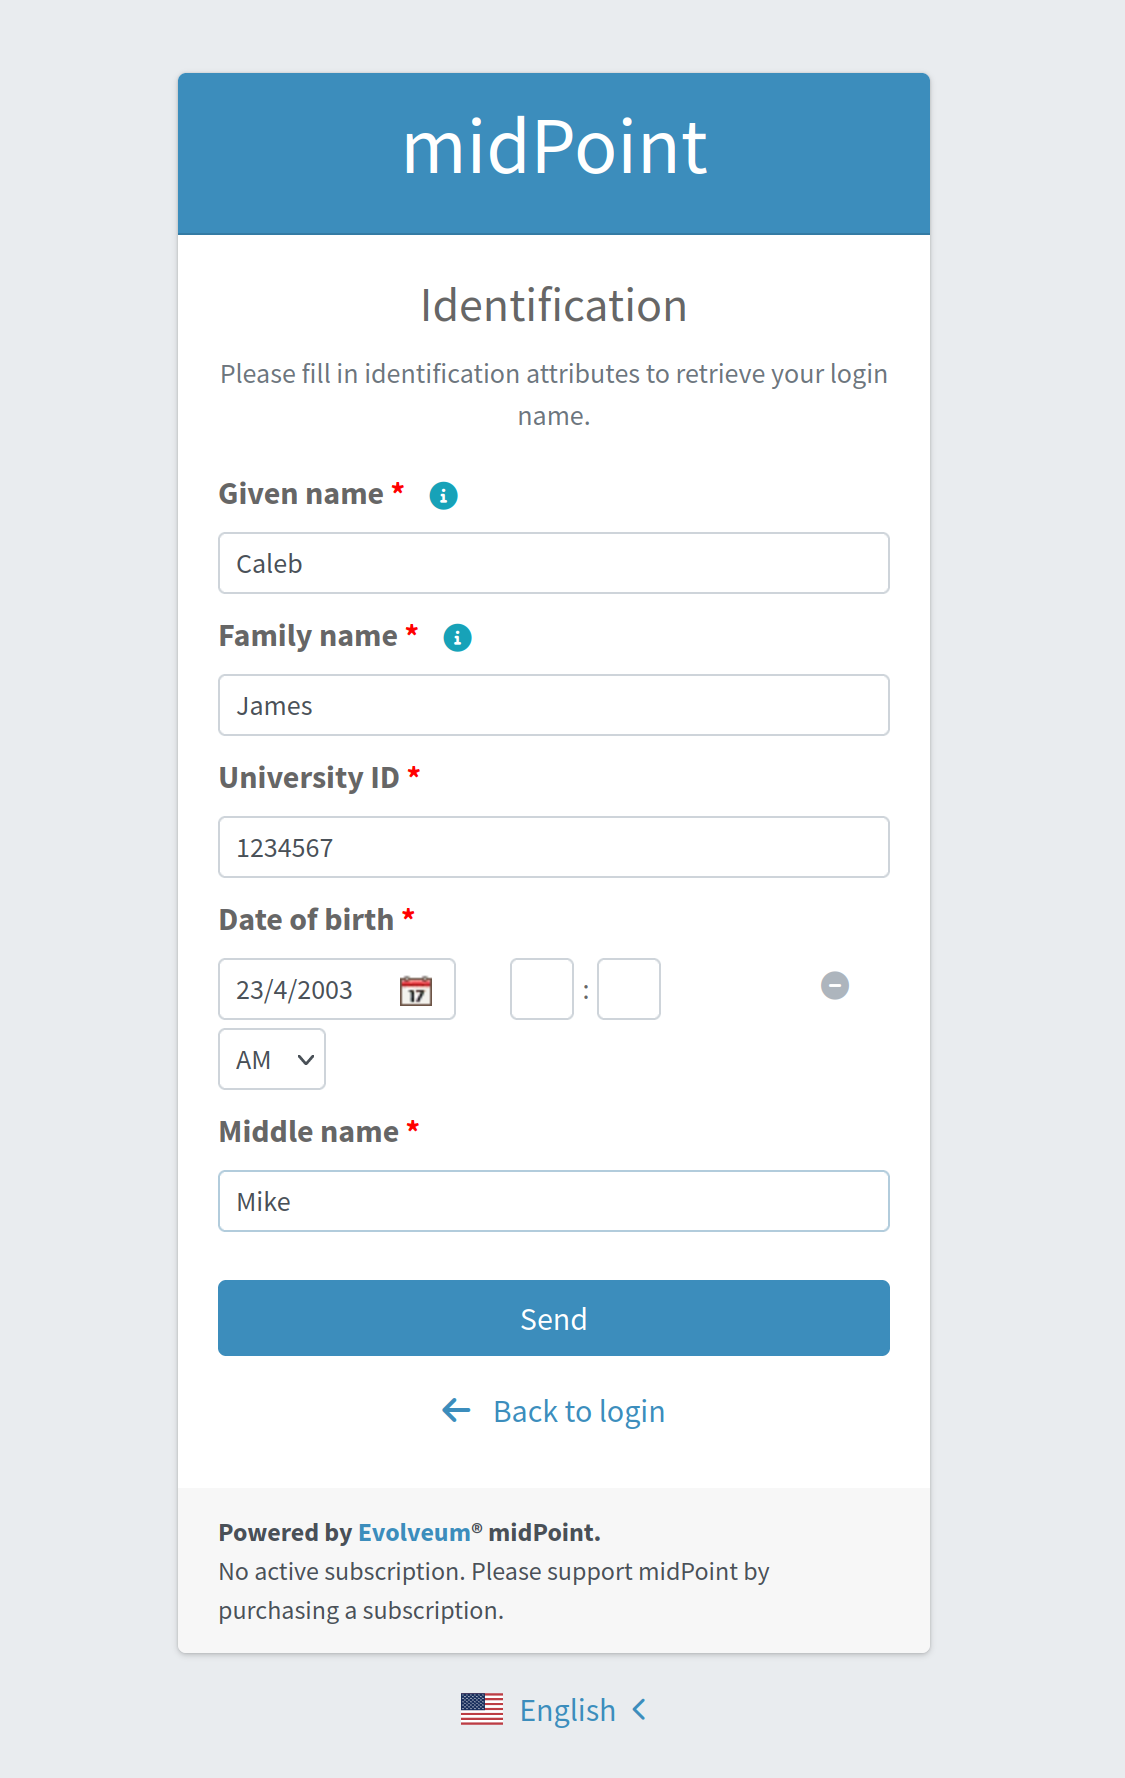 midPoint
Identification
Please fill in identification attributes to retrieve your login
name.
Given name *
Caleb
Family name *
James
University ID *
1234567
Date of birth *
23/4/2003 17 :
AM
Middle name *
Mike
Send
Back to login
Powered by Evolveum® midPoint.
No active subscription. Please support midPoint by
purchasing a subscription.
English